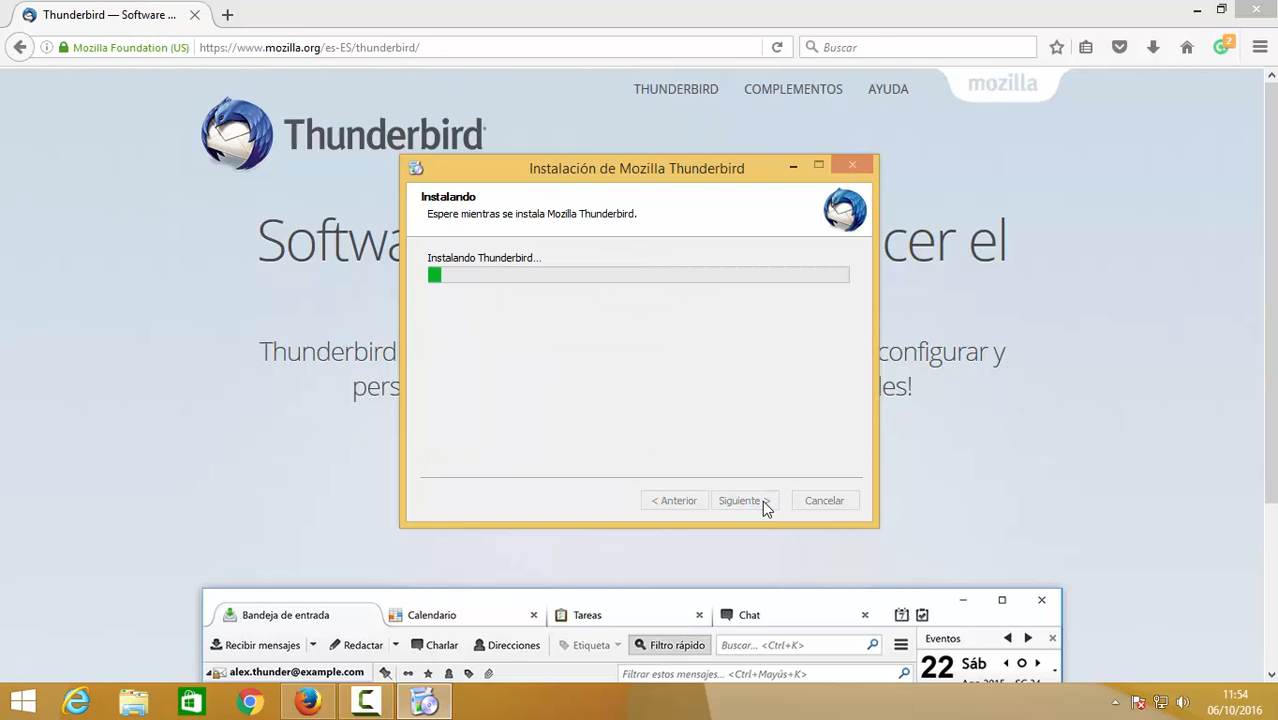 Thunderbird — Software ...
Mozilla Foundation (US)
https://www.mozilla.org/es-ES/thunderbird/
Buscar
2
THUNDERBIRD
COMPLEMENTOS
AYUDA
mozilla
Thunderbird
Instalación de Mozilla Thunderbird
Instalando
Espere mientras se instala Mozilla Thunderbird.
Softwa
cer el
Instalando Thunderbird...
Thunderbird
configurar y
pers
les!
< Anterior
Siguiente >
Cancelar
Bandeja de entrada
Calendario
Tareas
Chat
Recibir mensajes
Redactar
Charlar
Direcciones
Etiqueta
Filtro rápido
Buscar... <Ctrl+K>
Eventos
alex.thunder@example.com
Filtrar estos mensajes... <Ctrl+Mayús+K>
22
Sáb
11:54
06/10/2016